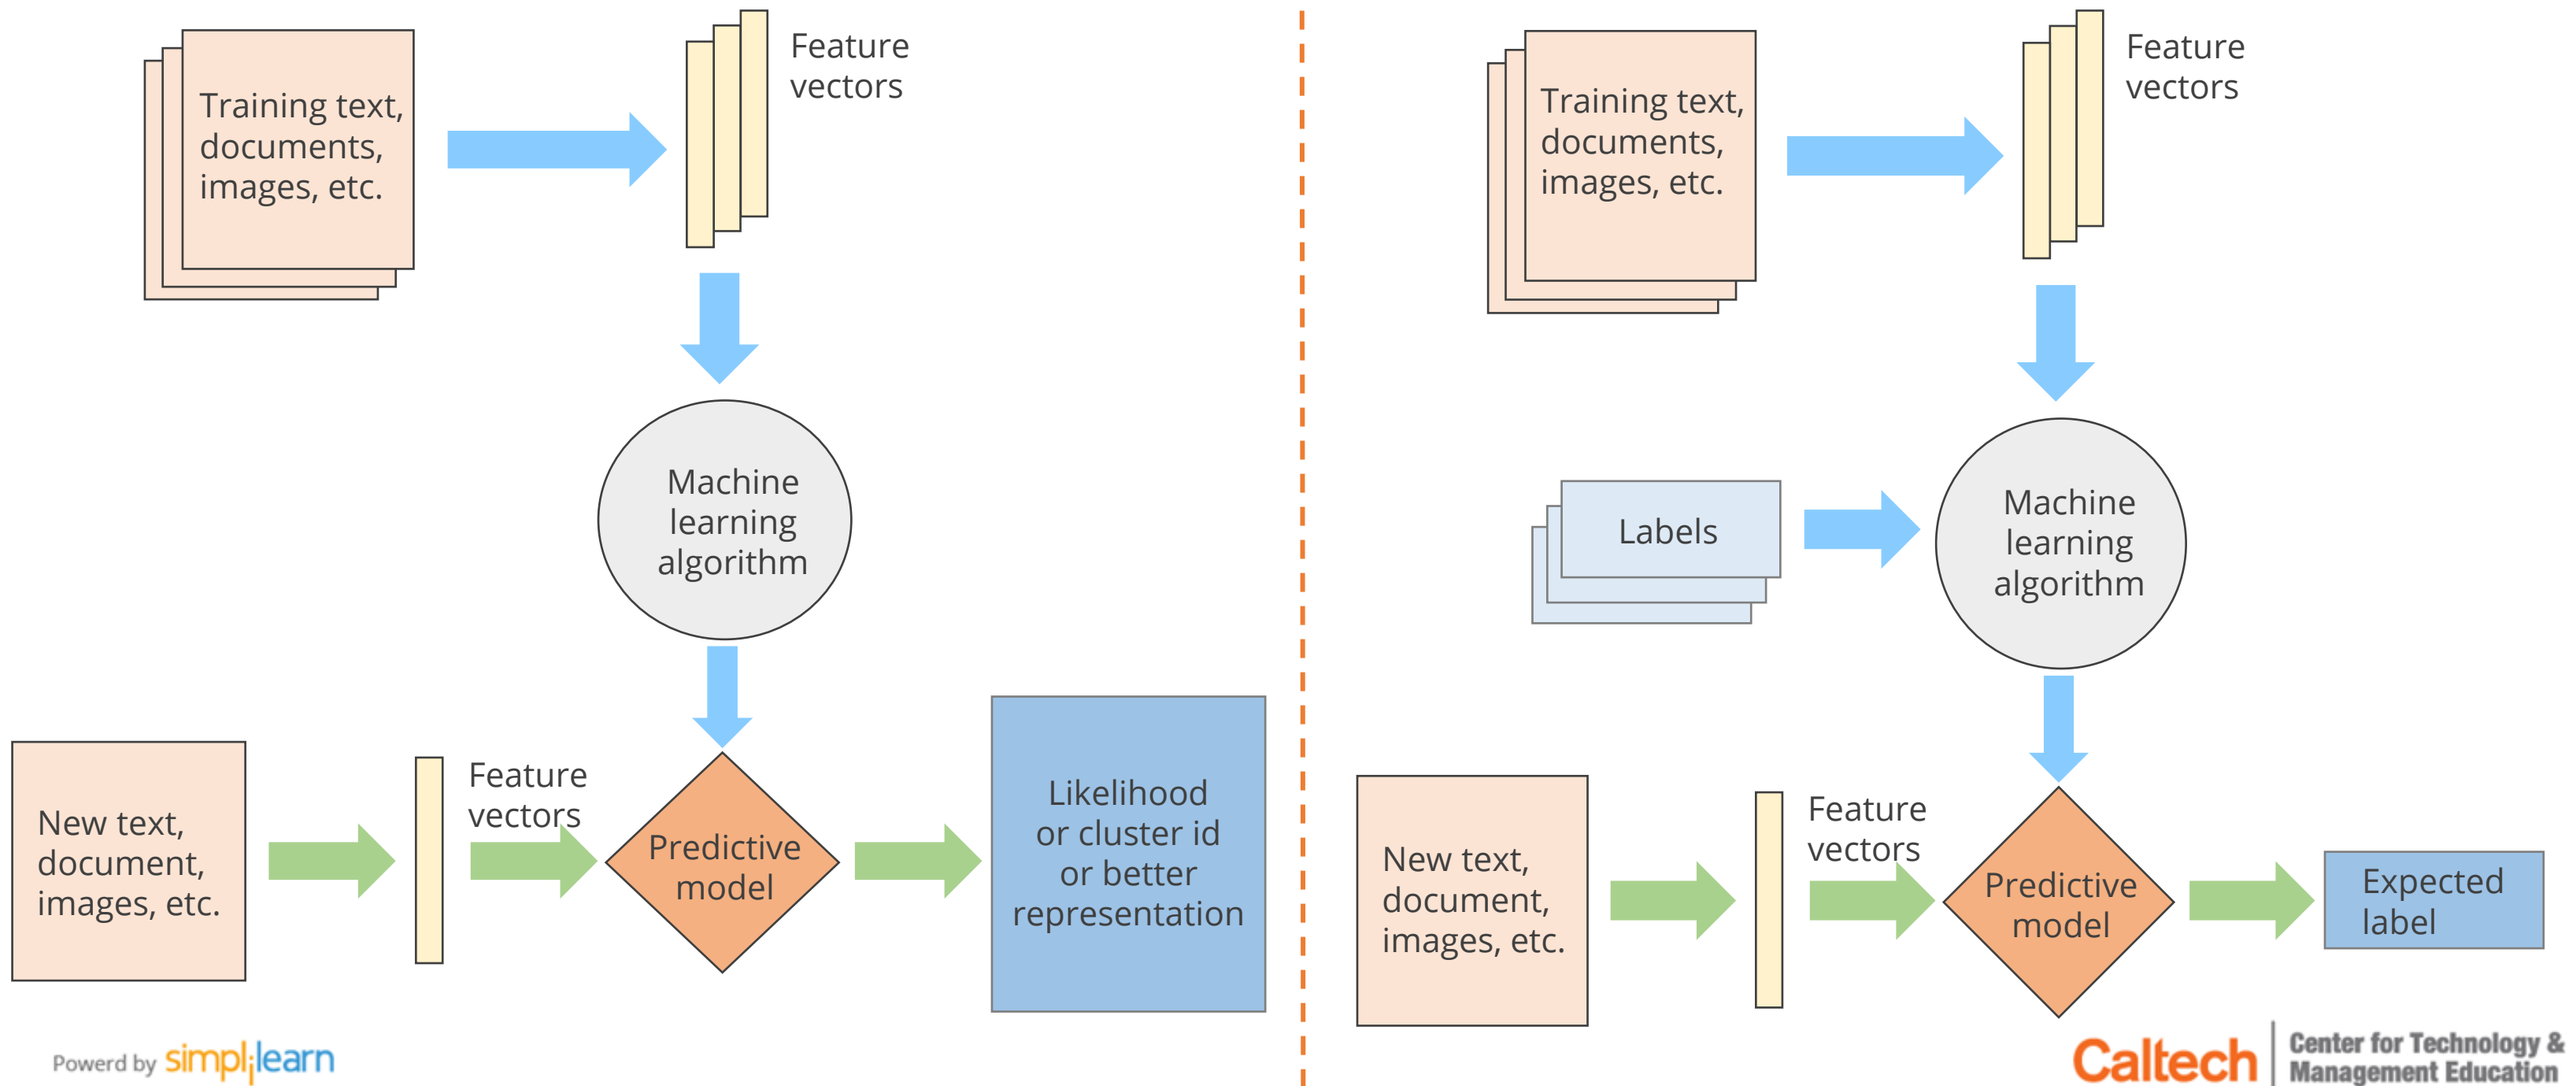 Training text,
documents,
images, etc.
Feature
vectors
Machine
learning
algorithm
New text,
document,
images, etc.
Feature
vectors
Predictive
model
Likelihood
or cluster id
or better
representation
Training text,
documents,
images, etc.
Feature
vectors
Labels
Machine
learning
algorithm
New text,
document,
images, etc.
Feature
vectors
Predictive
model
Expected
label
Powerd by simplilearn
Caltech
Center for Technology &
Management Education